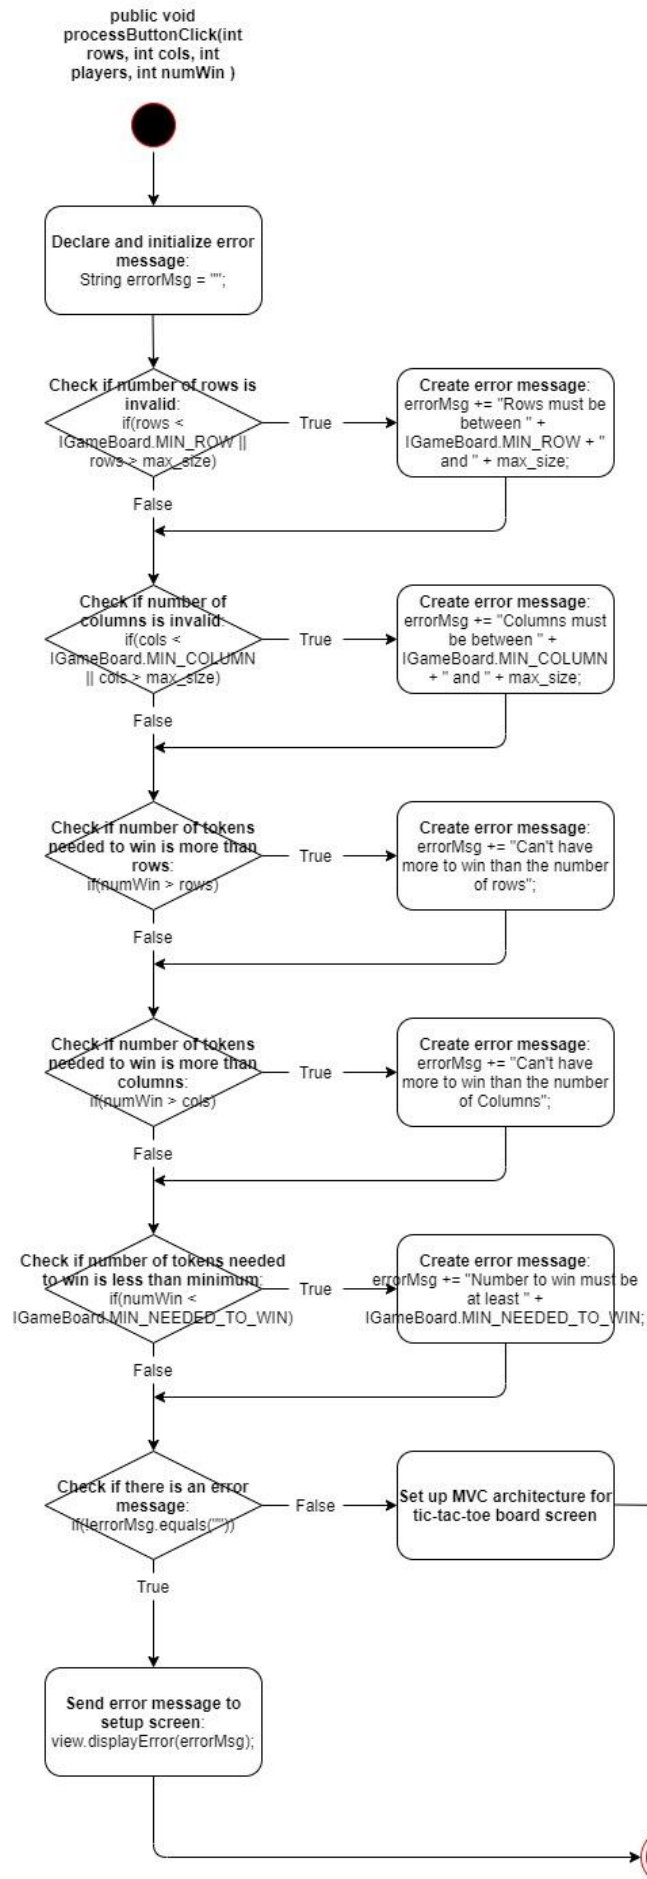 public void
processButtonClick(int
rows, int cols, int
players, int numWin )
Declare and initialize error
message:
String errorMsg = "";
Check if number of rows is
invalid:
if(rows <
IGameBoard.MIN_ROW ||
rows > max_size)
True
Create error message:
errorMsg += "Rows must be
between " +
IGameBoard.MIN_ROW + "
and " + max_size;
False
Check if number of
columns is invalid:
if(cols <
IGameBoard.MIN_COLUMN
|| cols > max_size)
True
Create error message:
errorMsg += "Columns must
be between " +
IGameBoard.MIN_COLUMN
+ " and " + max_size;
False
Check if number of tokens
needed to win is more than
rows:
if(numWin > rows)
True
Create error message:
errorMsg += "Can't have
more to win than the number
of rows";
False
Check if number of tokens
needed to win is more than
columns:
if(numWin > cols)
True
Create error message:
errorMsg += "Can't have
more to win than the number
of Columns";
False
Check if number of tokens needed
to win is less than minimum:
if(numWin <
IGameBoard.MIN_NEEDED_TO_WIN)
True
Create error message:
errorMsg += "Number to win must be
at least " +
IGameBoard.MIN_NEEDED_TO_WIN;
False
Check if there is an error
message:
if(!errorMsg.equals(""))
False
Set up MVC architecture for
tic-tac-toe board screen
True
Send error message to
setup screen:
view.displayError(errorMsg);